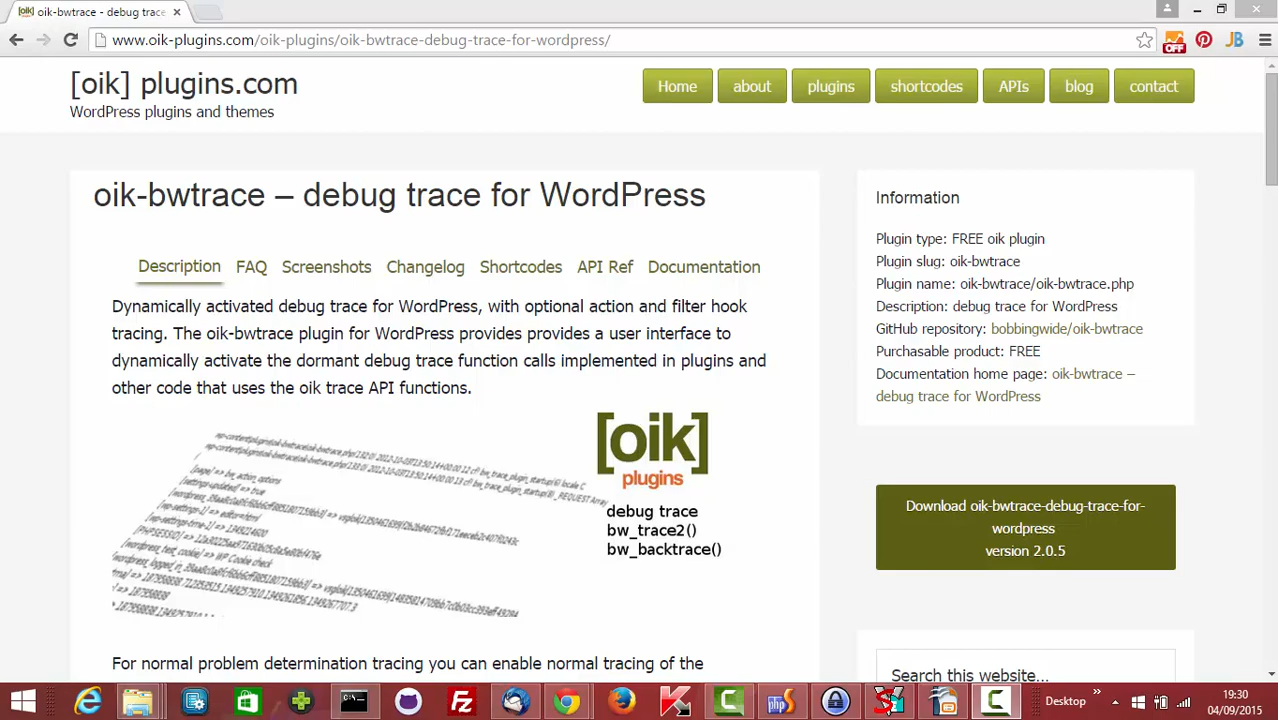 [oik] oik-bwtrace - debug trace
www.oik-plugins.com/oik-plugins/oik-bwtrace-debug-trace-for-wordpress/
OFF
JB
[oik] plugins.com
WordPress plugins and themes
Home
about
plugins
shortcodes
APIs
blog
contact
oik-bwtrace – debug trace for WordPress
Description
FAQ
Screenshots
Changelog
Shortcodes
API Ref
Documentation
Dynamically activated debug trace for WordPress, with optional action and filter hook
tracing. The oik-bwtrace plugin for WordPress provides provides a user interface to
dynamically activate the dormant debug trace function calls implemented in plugins and
other code that uses the oik trace API functions.
[oik]
plugins
debug trace
bw_trace2()
bw_backtrace()
For normal problem determination tracing you can enable normal tracing of the
Information
Plugin type: FREE oik plugin
Plugin slug: oik-bwtrace
Plugin name: oik-bwtrace/oik-bwtrace.php
Description: debug trace for WordPress
GitHub repository: bobbingwide/oik-bwtrace
Purchasable product: FREE
Documentation home page: oik-bwtrace –
debug trace for WordPress
Download oik-bwtrace-debug-trace-for-
wordpress
version 2.0.5
Search this website…
Desktop
19:30
04/09/2015